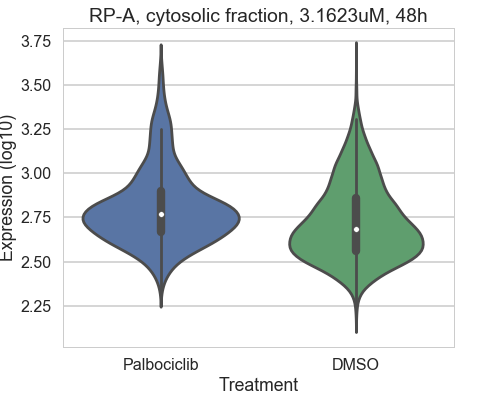 RP-A, cytosolic fraction, 3.1623uM, 48h
Expression (log10)
3.75
3.50
3.25
3.00
2.75
2.50
2.25
Palbociclib
DMSO
Treatment